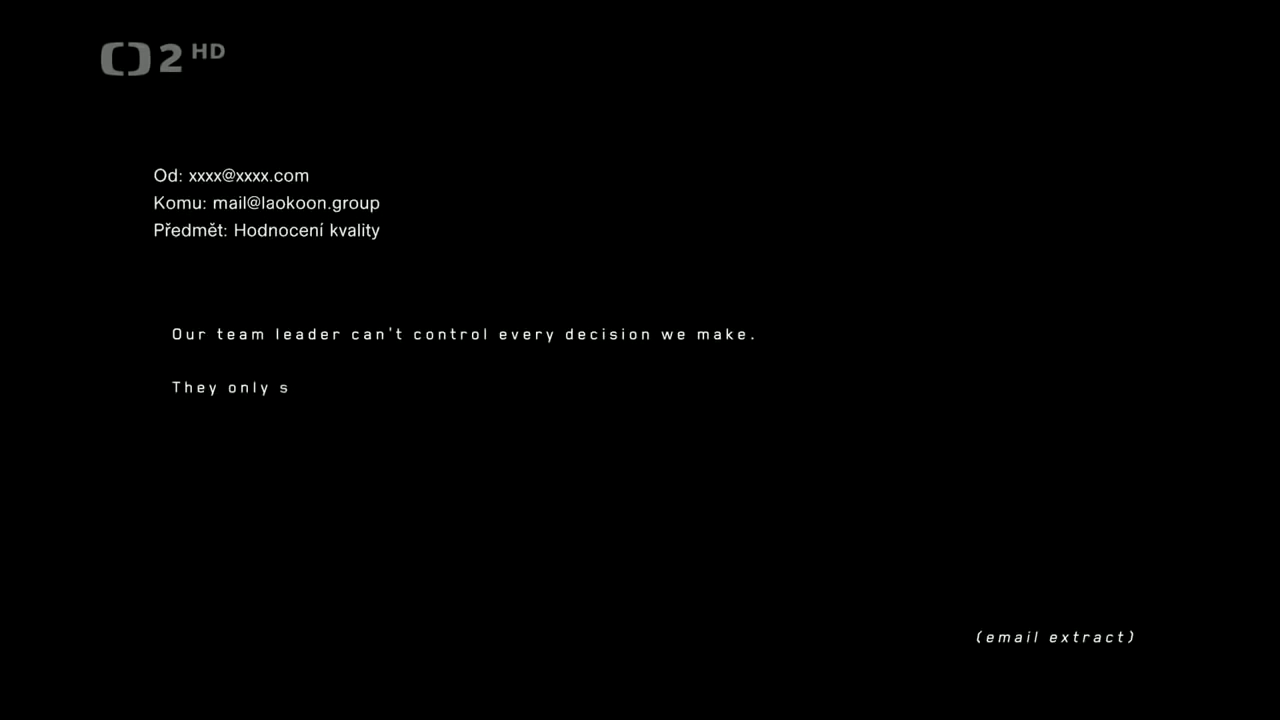 2 HD
Od: xxxx@xxxx.com
Komu: mail@laokoon.group
Předmět: Hodnocení kvality
Our team leader can't control every decision we make.
They only s
(email extract)